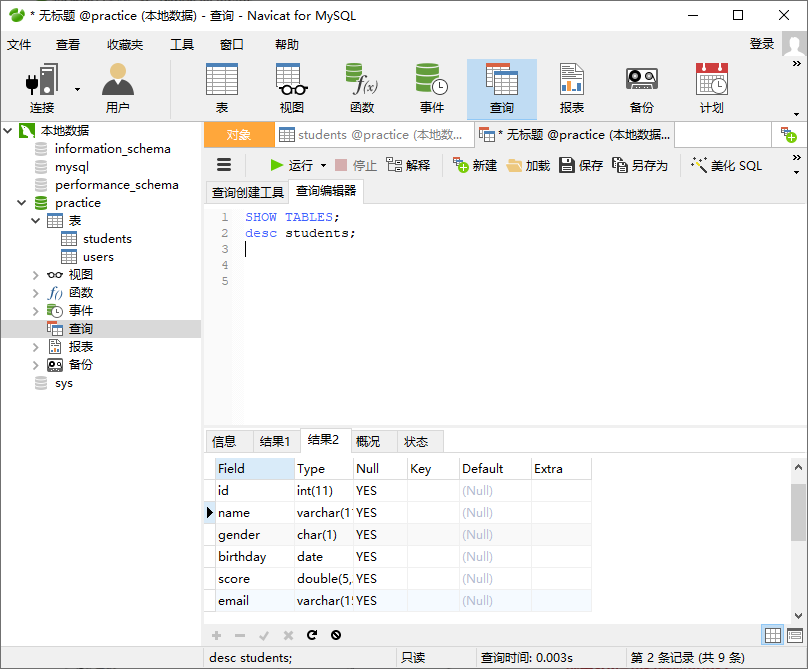 * 无标题 @practice (本地数据) - 查询 - Navicat for MySQL
文件 查看 收藏夹 工具 窗口 帮助 登录
连接 用户 表 视图 函数 事件 查询 报表 备份 计划
本地数据
information_schema
mysql
performance_schema
practice
表
students
users
视图
函数
事件
查询
报表
备份
sys
对象 students @practice (本地数... * 无标题 @practice (本地数据...
运行 停止 解释 新建 加载 保存 另存为 美化 SQL
查询创建工具 查询编辑器
1 SHOW TABLES;
2 desc students;
3
4
5
信息 结果1 结果2 概况 状态
Field Type Null Key Default Extra
id int(11) YES (Null)
name varchar(1 YES (Null)
gender char(1) YES (Null)
birthday date YES (Null)
score double(5, YES (Null)
email varchar(1 YES (Null)
desc students; 只读 查询时间: 0.003s 第 2 条记录 (共 9 条)